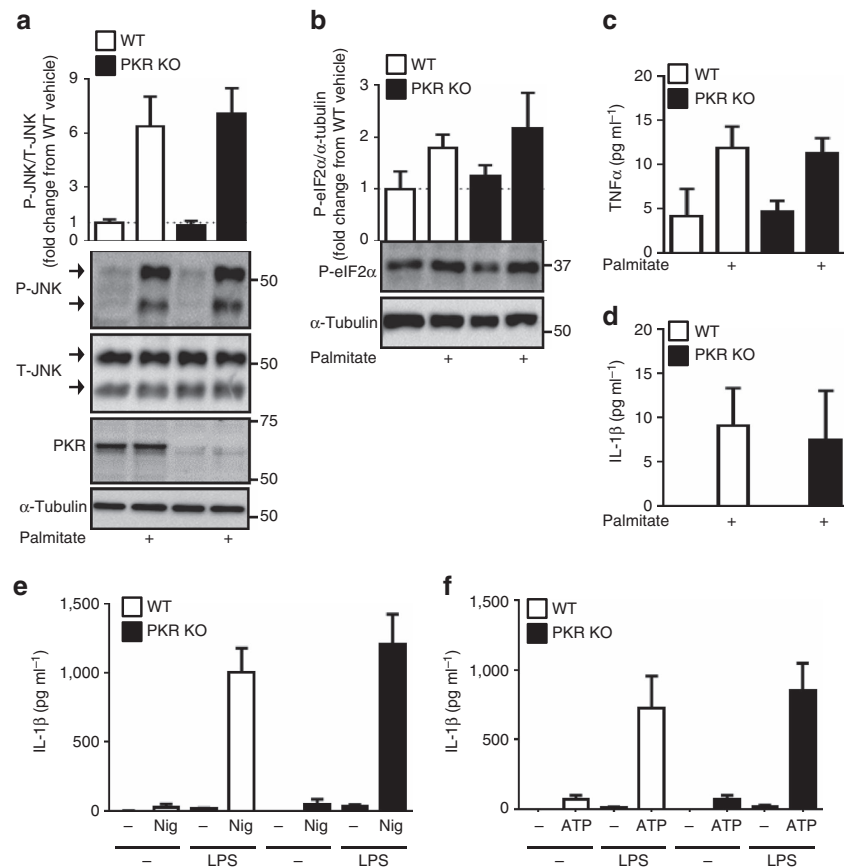 a
WT
PKR KO
P-JNK/T-JNK
(fold change from WT vehicle)
9
6
3
1
0
P-JNK
50
T-JNK
50
PKR
75
50
α-Tubulin
50
Palmitate + +
b
WT
PKR KO
P-eIF2α/α-tubulin
(fold change from WT vehicle)
3
2
1
0
P-eIF2α
37
α-Tubulin
50
Palmitate + +
c
WT
PKR KO
TNFα (pg ml⁻¹)
20
15
10
5
0
Palmitate + +
d
WT
PKR KO
IL-1β (pg ml⁻¹)
20
15
10
5
0
Palmitate + +
e
WT
PKR KO
IL-1β (pg ml⁻¹)
1,500
1,000
500
0
– Nig – Nig – Nig – Nig
– LPS – LPS
f
WT
PKR KO
IL-1β (pg ml⁻¹)
1,500
1,000
500
0
– ATP – ATP – ATP – ATP
– LPS – LPS